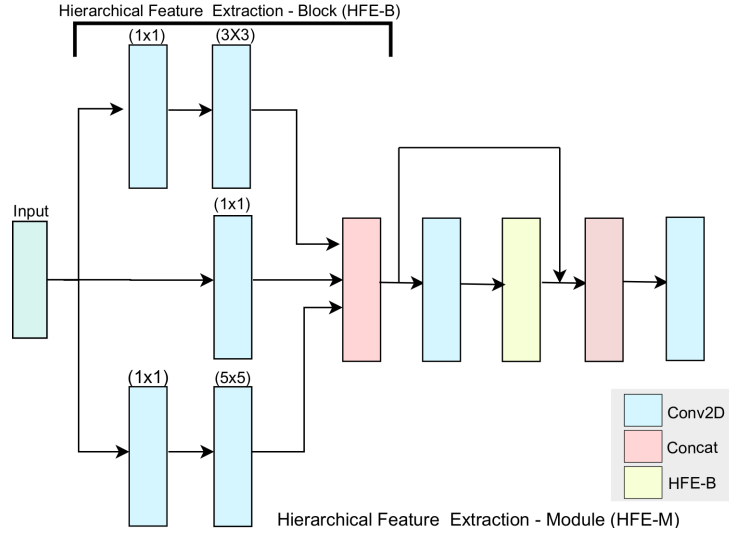 Hierarchical Feature Extraction - Block (HFE-B)
(1x1)
(3X3)
(1x1)
Input
(1x1)
(5x5)
Conv2D
Concat
HFE-B
Hierarchical Feature Extraction - Module (HFE-M)